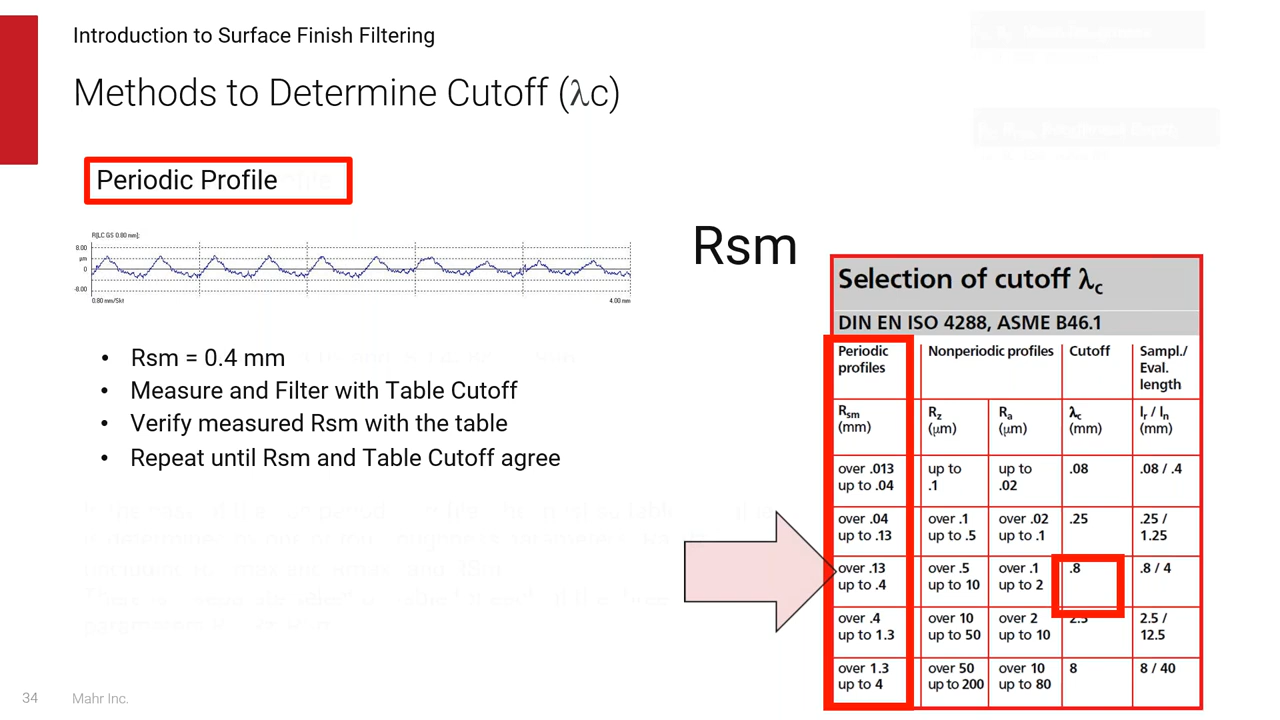 Introduction to Surface Finish Filtering
Methods to Determine Cutoff (λc)
Periodic Profile
R[LC GS 0.80 mm];
8.00
µm
0
-8.00
0.80 mm/Skt
4.00 mm
• Rsm = 0.4 mm
• Measure and Filter with Table Cutoff
• Verify measured Rsm with the table
• Repeat until Rsm and Table Cutoff agree
Rsm
Selection of cutoff λc
DIN EN ISO 4288, ASME B46.1
Periodic profiles
Nonperiodic profiles
Cutoff
Sampl./ Eval. length
Rsm (mm)
Rz (µm)
Ra (µm)
λc (mm)
lr / ln (mm)
over .013 up to .04
up to .1
up to .02
.08
.08 / .4
over .04 up to .13
over .1 up to .5
over .02 up to .1
.25
.25 / 1.25
over .13 up to .4
over .5 up to 10
over .1 up to 2
.8
.8 / 4
over .4 up to 1.3
over 10 up to 50
over 2 up to 10
2.5
2.5 / 12.5
over 1.3 up to 4
over 50 up to 200
over 10 up to 80
8
8 / 40
34
Mahr Inc.